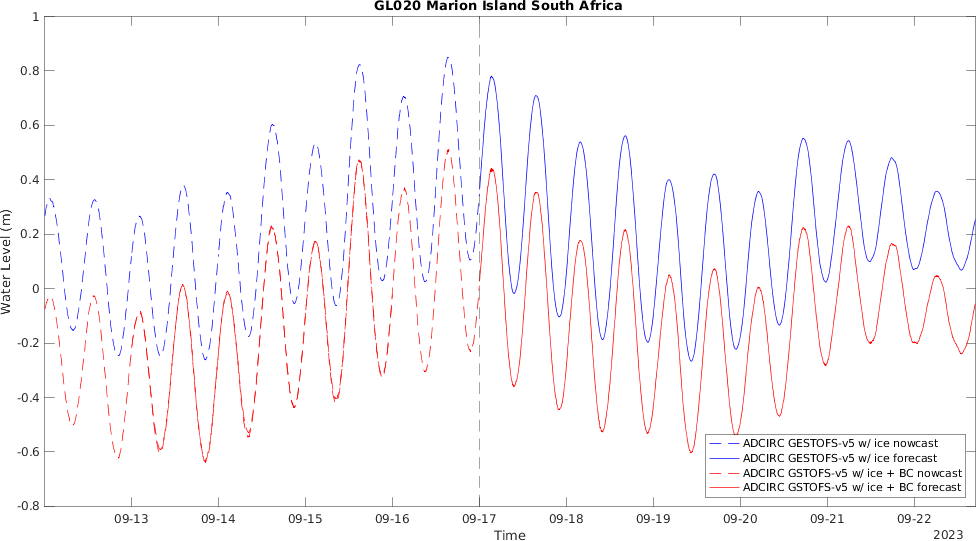 GL020 Marion Island South Africa
1
0.8
0.6
0.4
0.2
0
-0.2
-0.4
-0.6
-0.8
Water Level (m)
ADCIRC GESTOFS-v5 w/ ice nowcast
ADCIRC GESTOFS-v5 w/ ice forecast
ADCIRC GSTOFS-v5 w/ ice + BC nowcast
ADCIRC GSTOFS-v5 w/ ice + BC forecast
09-13 09-14 09-15 09-16 09-17 09-18 09-19 09-20 09-21 09-22
Time
2023